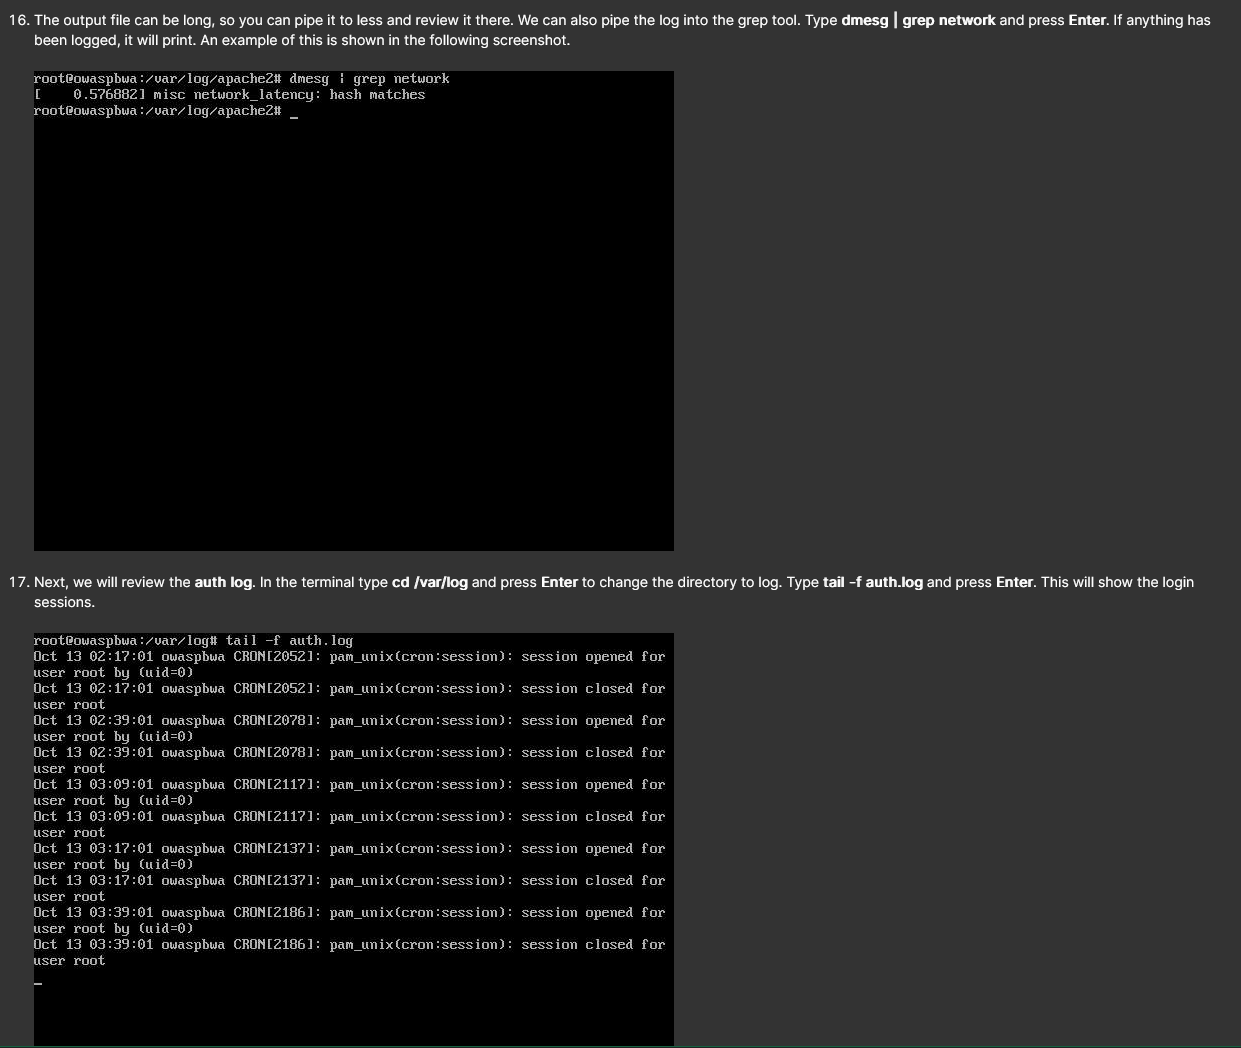 16. The output file can be long, so you can pipe it to less and review it there. We can also pipe the log into the grep tool. Type dmesg | grep network and press Enter. If anything has
been logged, it will print. An example of this is shown in the following screenshot.
root@owaspbwa:/var/log/apache2# dmesg | grep network
[    0.576882] misc network_latency: hash matches
root@owaspbwa:/var/log/apache2# _
17. Next, we will review the auth log. In the terminal type cd /var/log and press Enter to change the directory to log. Type tail -f auth.log and press Enter. This will show the login
sessions.
root@owaspbwa:/var/log# tail -f auth.log
Oct 13 02:17:01 owaspbwa CRON[2052]: pam_unix(cron:session): session opened for
user root by (uid=0)
Oct 13 02:17:01 owaspbwa CRON[2052]: pam_unix(cron:session): session closed for
user root
Oct 13 02:39:01 owaspbwa CRON[2078]: pam_unix(cron:session): session opened for
user root by (uid=0)
Oct 13 02:39:01 owaspbwa CRON[2078]: pam_unix(cron:session): session closed for
user root
Oct 13 03:09:01 owaspbwa CRON[2117]: pam_unix(cron:session): session opened for
user root by (uid=0)
Oct 13 03:09:01 owaspbwa CRON[2117]: pam_unix(cron:session): session closed for
user root
Oct 13 03:17:01 owaspbwa CRON[2137]: pam_unix(cron:session): session opened for
user root by (uid=0)
Oct 13 03:17:01 owaspbwa CRON[2137]: pam_unix(cron:session): session closed for
user root
Oct 13 03:39:01 owaspbwa CRON[2186]: pam_unix(cron:session): session opened for
user root by (uid=0)
Oct 13 03:39:01 owaspbwa CRON[2186]: pam_unix(cron:session): session closed for
user root
_